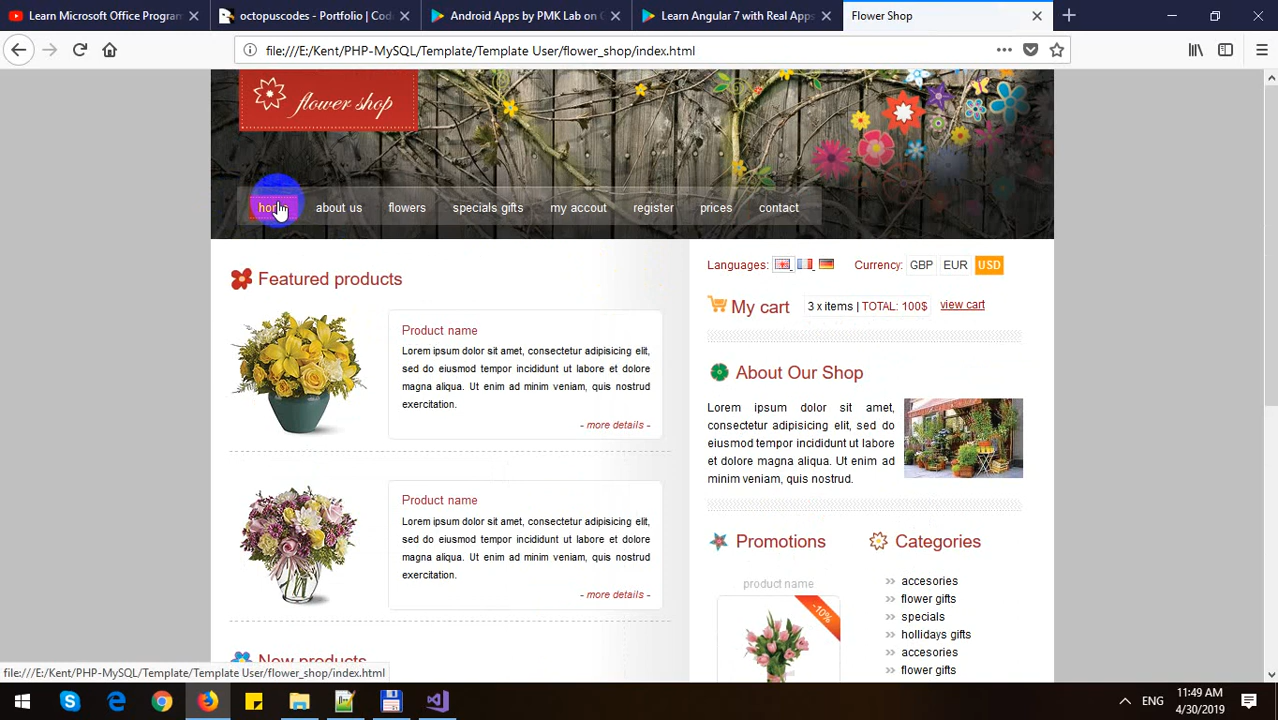 Learn Microsoft Office Program
octopuscodes - Portfolio | Cod
Android Apps by PMK Lab on G
Learn Angular 7 with Real Apps
Flower Shop
file:///E:/Kent/PHP-MySQL/Template/Template User/flower_shop/index.html
flower shop
home about us flowers specials gifts my accout register prices contact
Featured products
Product name
Lorem ipsum dolor sit amet, consectetur adipisicing elit,
sed do eiusmod tempor incididunt ut labore et dolore
magna aliqua. Ut enim ad minim veniam, quis nostrud
exercitation.
- more details -
Product name
Lorem ipsum dolor sit amet, consectetur adipisicing elit,
sed do eiusmod tempor incididunt ut labore et dolore
magna aliqua. Ut enim ad minim veniam, quis nostrud
exercitation.
- more details -
New products
Languages: Currency: GBP EUR USD
My cart 3 x items | TOTAL: 100$ view cart
About Our Shop
Lorem ipsum dolor sit amet,
consectetur adipisicing elit, sed do
eiusmod tempor incididunt ut labore
et dolore magna aliqua. Ut enim ad
minim veniam, quis nostrud.
Promotions
product name
-10%
Categories
accesories
flower gifts
specials
hollidays gifts
accesories
flower gifts
file:///E:/Kent/PHP-MySQL/Template/Template User/flower_shop/index.html
ENG
11:49 AM
4/30/2019